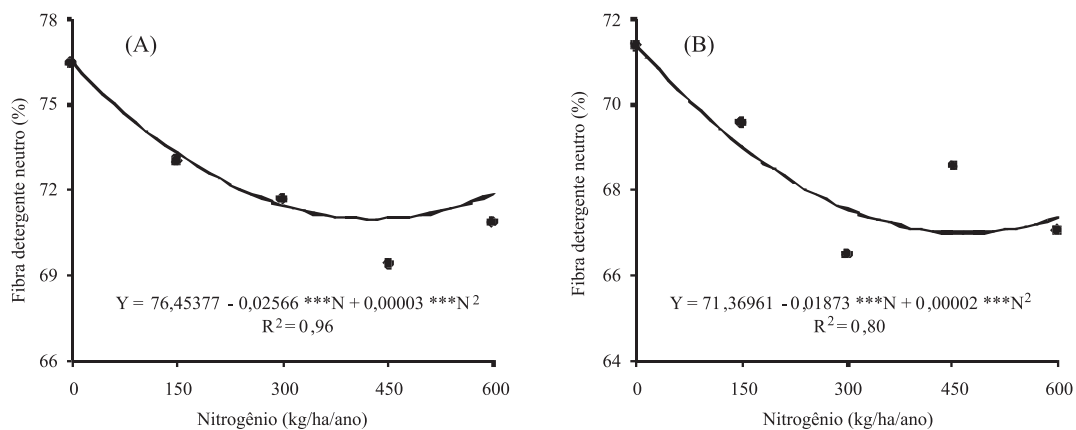 78
75
72
69
66
(A)
Fibra detergente neutro (%)
Y = 76,45377 - 0,02566 ***N + 0,00003 ***N²
R² = 0,96
0 150 300 450 600
Nitrogênio (kg/ha/ano)
72
70
68
66
64
(B)
Fibra detergente neutro (%)
Y = 71,36961 - 0,01873 ***N + 0,00002 ***N²
R² = 0,80
0 150 300 450 600
Nitrogênio (kg/ha/ano)